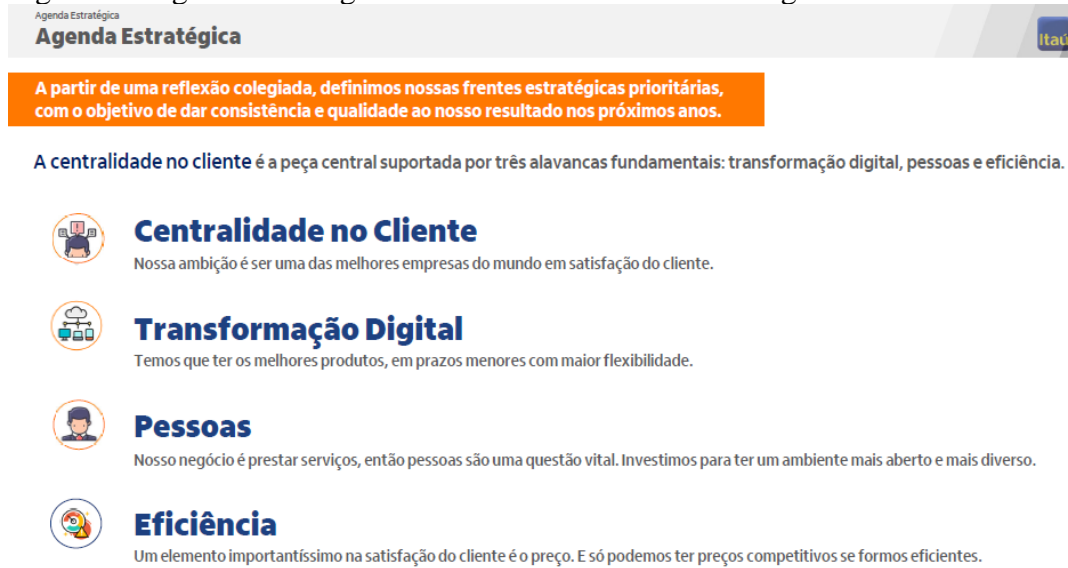 Agenda Estratégica
Agenda Estratégica
Itaú
A partir de uma reflexão colegiada, definimos nossas frentes estratégicas prioritárias,
com o objetivo de dar consistência e qualidade ao nosso resultado nos próximos anos.
A centralidade no cliente é a peça central suportada por três alavancas fundamentais: transformação digital, pessoas e eficiência.
Centralidade no Cliente
Nossa ambição é ser uma das melhores empresas do mundo em satisfação do cliente.
Transformação Digital
Temos que ter os melhores produtos, em prazos menores com maior flexibilidade.
Pessoas
Nosso negócio é prestar serviços, então pessoas são uma questão vital. Investimos para ter um ambiente mais aberto e mais diverso.
Eficiência
Um elemento importantíssimo na satisfação do cliente é o preço. E só podemos ter preços competitivos se formos eficientes.